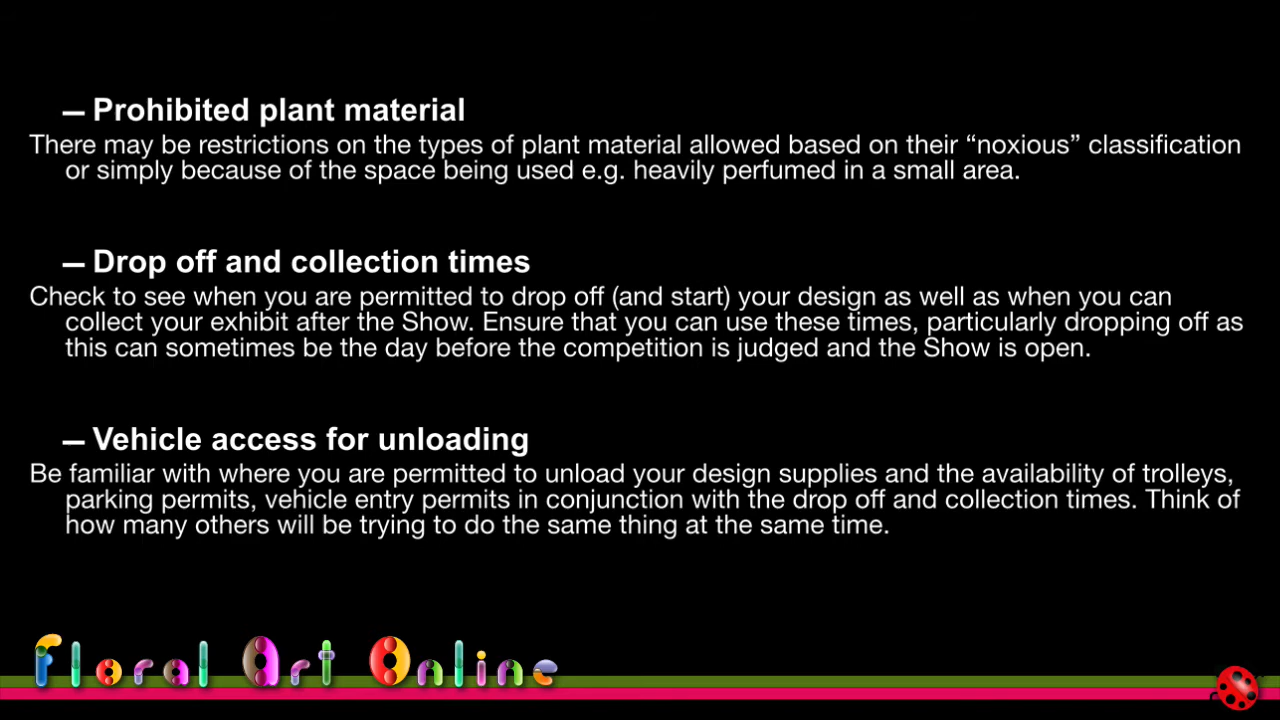 – Prohibited plant material
There may be restrictions on the types of plant material allowed based on their “noxious” classification
or simply because of the space being used e.g. heavily perfumed in a small area.
– Drop off and collection times
Check to see when you are permitted to drop off (and start) your design as well as when you can
collect your exhibit after the Show. Ensure that you can use these times, particularly dropping off as
this can sometimes be the day before the competition is judged and the Show is open.
– Vehicle access for unloading
Be familiar with where you are permitted to unload your design supplies and the availability of trolleys,
parking permits, vehicle entry permits in conjunction with the drop off and collection times. Think of
how many others will be trying to do the same thing at the same time.
Floral Art Online